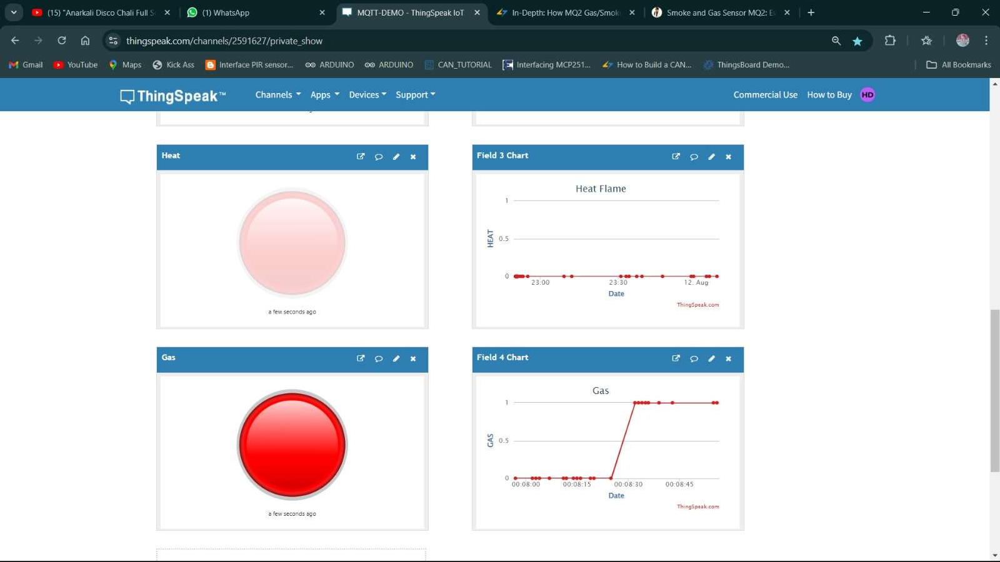 (15) "Anarkali Disco Chali Full S
(1) WhatsApp
MQTT-DEMO - ThingSpeak IoT
In-Depth: How MQ2 Gas/Smok
Smoke and Gas Sensor MQ2: E
thingspeak.com/channels/2591627/private_show
Gmail
YouTube
Maps
Kick Ass
Interface PIR sensor...
ARDUINO
ARDUINO
CAN_TUTORIAL
Interfacing MCP251...
How to Build a CAN...
ThingsBoard Demo...
All Bookmarks
ThingSpeak™
Channels
Apps
Devices
Support
Commercial Use
How to Buy
HD
Heat
a few seconds ago
Field 3 Chart
Heat Flame
HEAT
1
0.5
0
23:00
23:30
12. Aug
Date
ThingSpeak.com
Gas
a few seconds ago
Field 4 Chart
Gas
GAS
1
0.5
0
00:08:00
00:08:15
00:08:30
00:08:45
Date
ThingSpeak.com